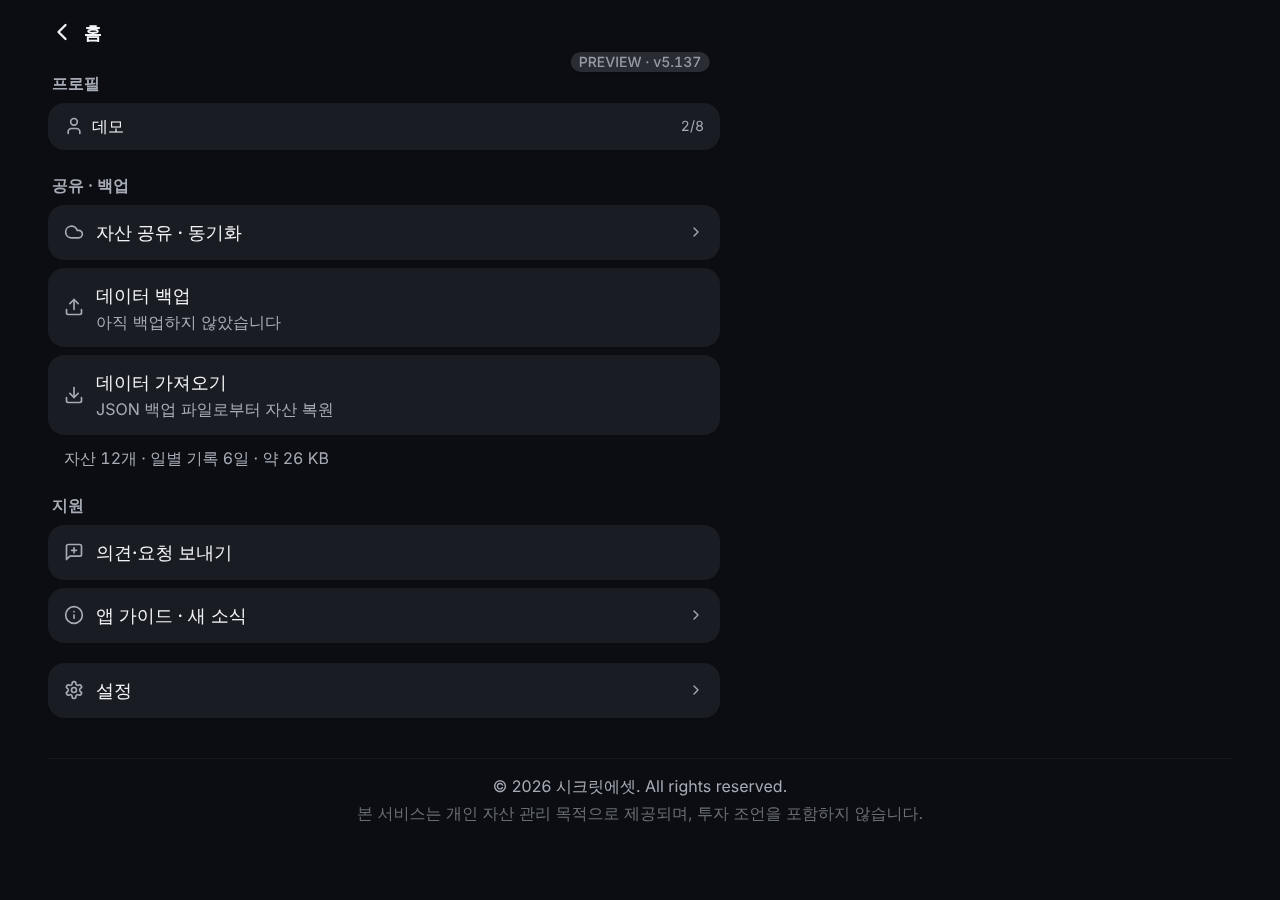 홈
PREVIEW · v5.137
프로필
데모 2/8
공유 · 백업
자산 공유 · 동기화
데이터 백업
아직 백업하지 않았습니다
데이터 가져오기
JSON 백업 파일로부터 자산 복원
자산 12개 · 일별 기록 6일 · 약 26 KB
지원
의견·요청 보내기
앱 가이드 · 새 소식
설정
© 2026 시크릿에셋. All rights reserved.
본 서비스는 개인 자산 관리 목적으로 제공되며, 투자 조언을 포함하지 않습니다.